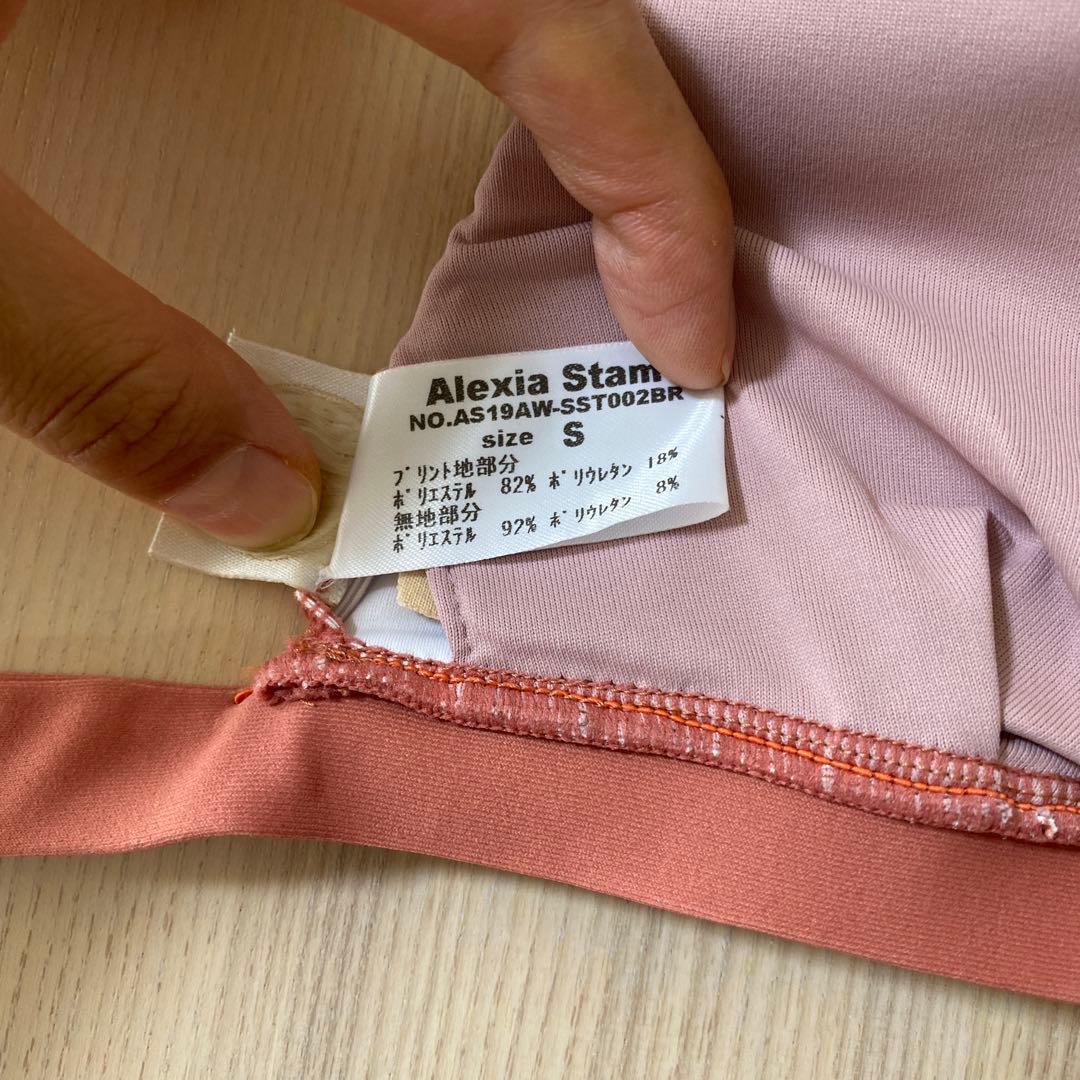 Alexia Stam
NO.AS19AW-SST002BR
size S
プリント地部分
ポリエステル 82% ポリウレタン 18%
無地部分
ポリエステル 92% ポリウレタン 8%